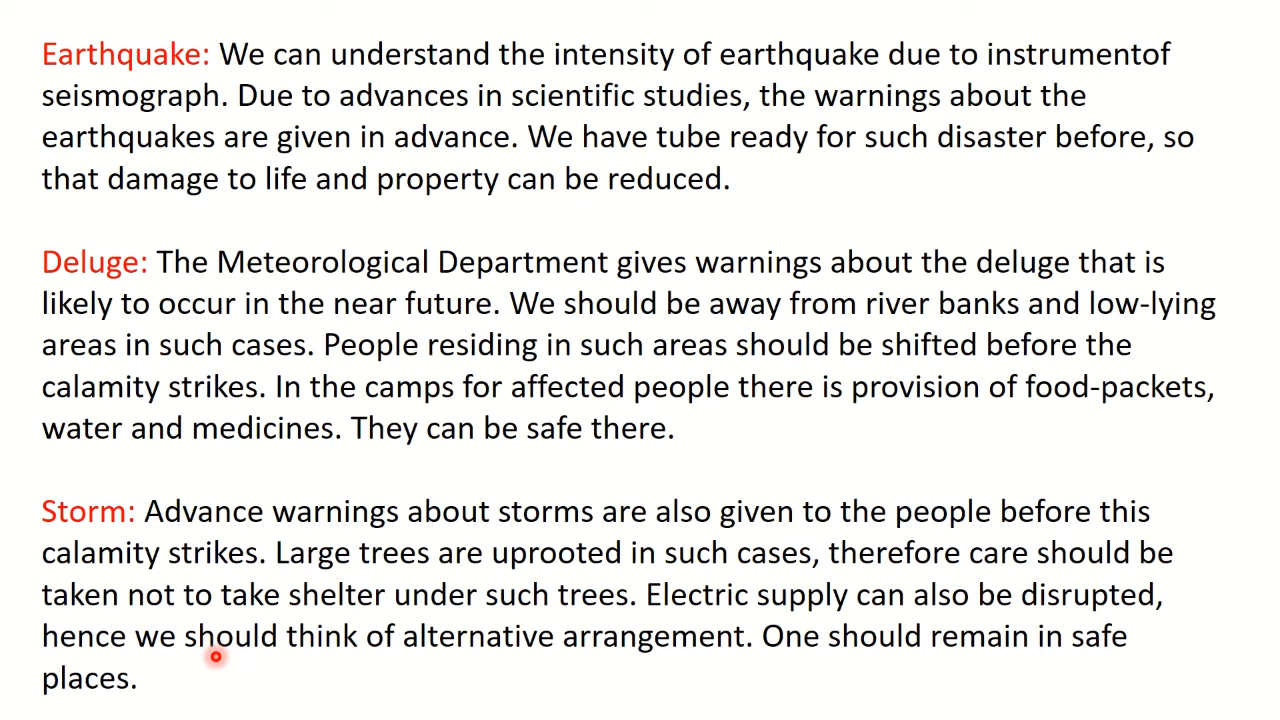 Earthquake: We can understand the intensity of earthquake due to instrumentof
seismograph. Due to advances in scientific studies, the warnings about the
earthquakes are given in advance. We have tube ready for such disaster before, so
that damage to life and property can be reduced.
Deluge: The Meteorological Department gives warnings about the deluge that is
likely to occur in the near future. We should be away from river banks and low-lying
areas in such cases. People residing in such areas should be shifted before the
calamity strikes. In the camps for affected people there is provision of food-packets,
water and medicines. They can be safe there.
Storm: Advance warnings about storms are also given to the people before this
calamity strikes. Large trees are uprooted in such cases, therefore care should be
taken not to take shelter under such trees. Electric supply can also be disrupted,
hence we should think of alternative arrangement. One should remain in safe
places.